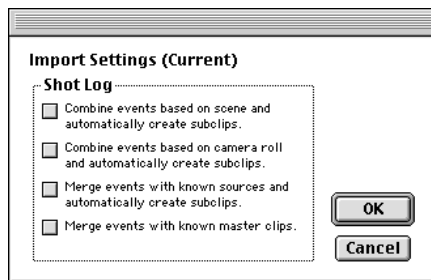 Import Settings (Current)
Shot Log
Combine events based on scene and
automatically create subclips.
Combine events based on camera roll
and automatically create subclips.
Merge events with known sources and
automatically create subclips.
Merge events with known master clips.
OK
Cancel